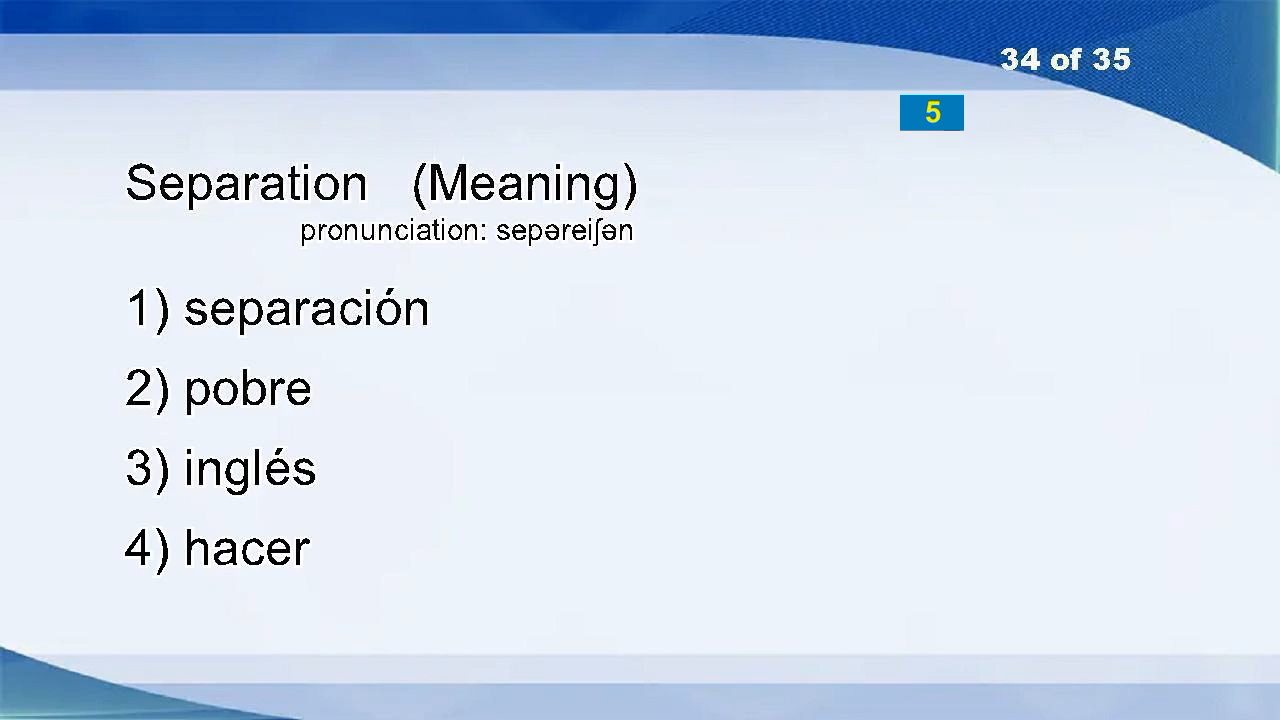 34 of 35
5
Separation (Meaning)
pronunciation: sepəreiʃən
1) separación
2) pobre
3) inglés
4) hacer